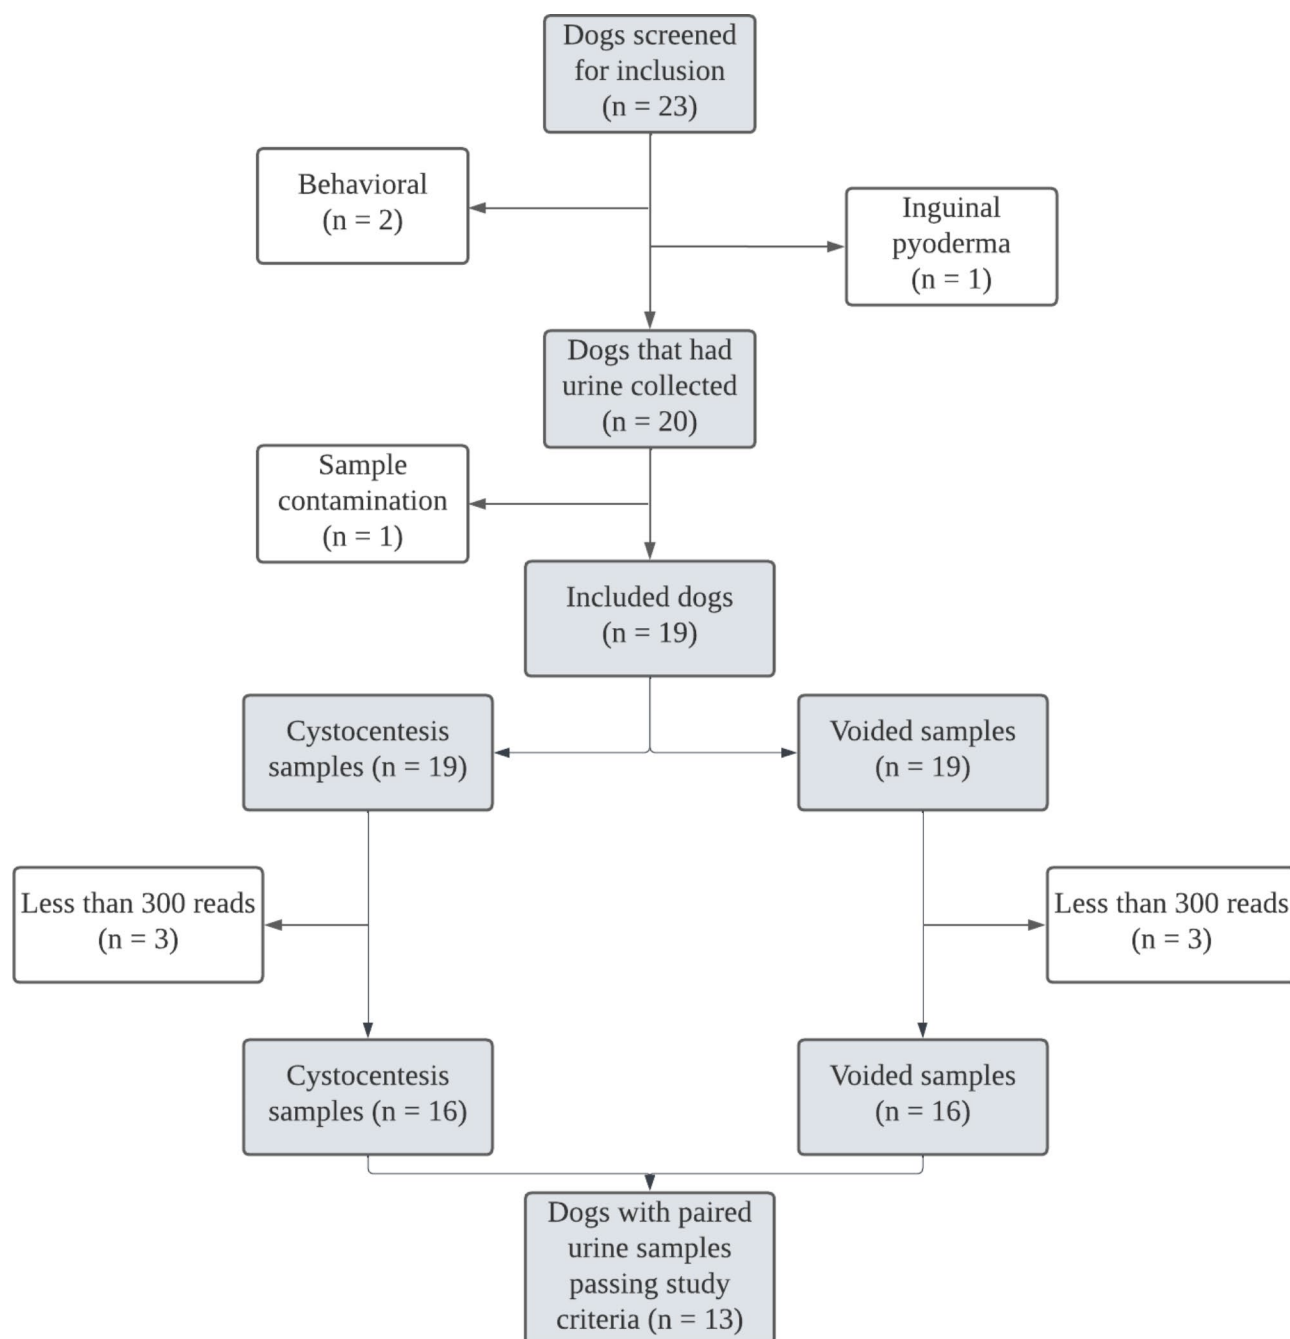 Dogs screened
for inclusion
(n = 23)
Behavioral
(n = 2)
Inguinal
pyoderma
(n = 1)
Dogs that had
urine collected
(n = 20)
Sample
contamination
(n = 1)
Included dogs
(n = 19)
Cystocentesis
samples (n = 19)
Voided samples
(n = 19)
Less than 300 reads
(n = 3)
Less than 300 reads
(n = 3)
Cystocentesis
samples (n = 16)
Voided samples
(n = 16)
Dogs with paired
urine samples
passing study
criteria (n = 13)